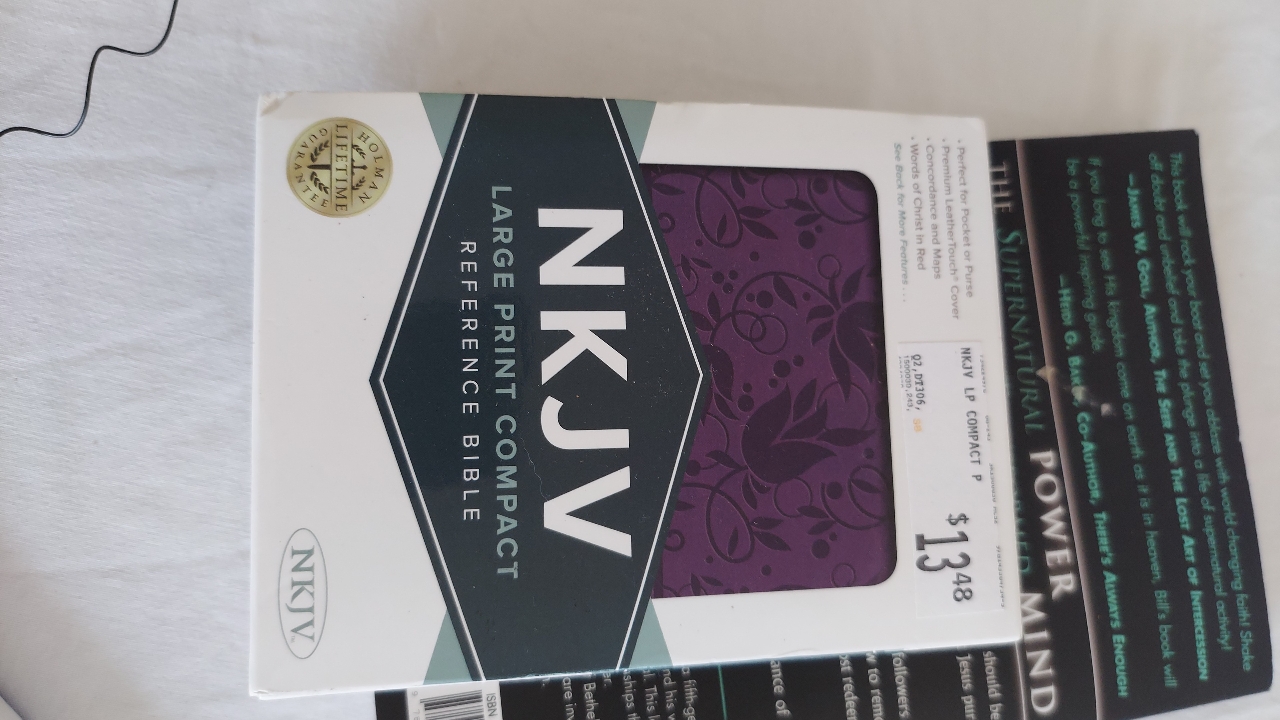 • Perfect for Pocket or Purse
• Premium LeatherTouch® Cover
• Concordance and Maps
• Words of Christ in Red
See Back for More Features . . .
NKJV LP COMPACT P
Q2,DT306,
$13.48
NKJV
LARGE PRINT COMPACT
REFERENCE BIBLE
HOLMAN
LIFETIME
GUARANTEE
NKJV
This book will rock your boat and set you ablaze with world changing faith! Shake
off doubt and unbelief and take the plunge into a life of supernatural activity!
—JAMES W. GOLL, AUTHOR, THE SEER AND THE LOST ART OF INTERCESSION
If you long to see His kingdom come on earth as it is in heaven, Bill's book will
be a powerful inspiring guide.
CO-AUTHOR, THERE'S ALWAYS ENOUGH
THE SUPERNATURAL POWER
MIND
should be
Jesus pur
followers
w to remo
ance of
Bethe
are inv
ISBN